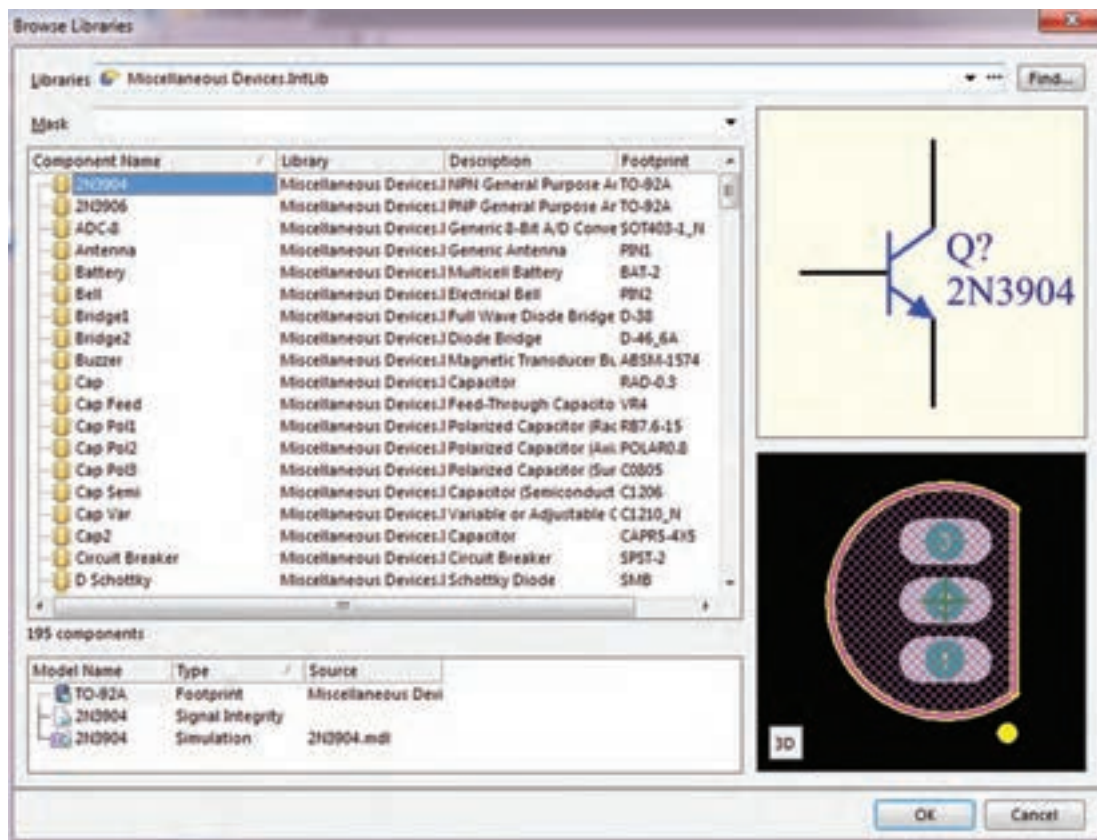 Browse Libraries
Libraries Miscellaneous Devices.IntLib Find...
Mask
Component Name Library Description Footprint
2N3904 Miscellaneous Devices.I NPN General Purpose Ar TO-92A
2N3906 Miscellaneous Devices.I PNP General Purpose Ar TO-92A
ADC-8 Miscellaneous Devices.I Generic 8-Bit A/D Conve SOT403-1_N
Antenna Miscellaneous Devices.I Generic Antenna PIN1
Battery Miscellaneous Devices.I Multicell Battery BAT-2
Bell Miscellaneous Devices.I Electrical Bell PIN2
Bridge1 Miscellaneous Devices.I Full Wave Diode Bridge D-38
Bridge2 Miscellaneous Devices.I Diode Bridge D-46_6A
Buzzer Miscellaneous Devices.I Magnetic Transducer Bu ABSM-1574
Cap Miscellaneous Devices.I Capacitor RAD-0.3
Cap Feed Miscellaneous Devices.I Feed-Through Capacito VR4
Cap Pol1 Miscellaneous Devices.I Polarized Capacitor (Rac RB7.6-15
Cap Pol2 Miscellaneous Devices.I Polarized Capacitor (Axi POLAR0.8
Cap Pol3 Miscellaneous Devices.I Polarized Capacitor (Sur C0805
Cap Semi Miscellaneous Devices.I Capacitor (Semiconduct C1206
Cap Var Miscellaneous Devices.I Variable or Adjustable C C1210_N
Cap2 Miscellaneous Devices.I Capacitor CAPR5-4X5
Circuit Breaker Miscellaneous Devices.I Circuit Breaker SPST-2
D Schottky Miscellaneous Devices.I Schottky Diode SMB
195 components
Model Name Type Source
TO-92A Footprint Miscellaneous Devi
2N3904 Signal Integrity
2N3904 Simulation 2N3904.mdl
Q?
2N3904
3
1
3D
OK Cancel